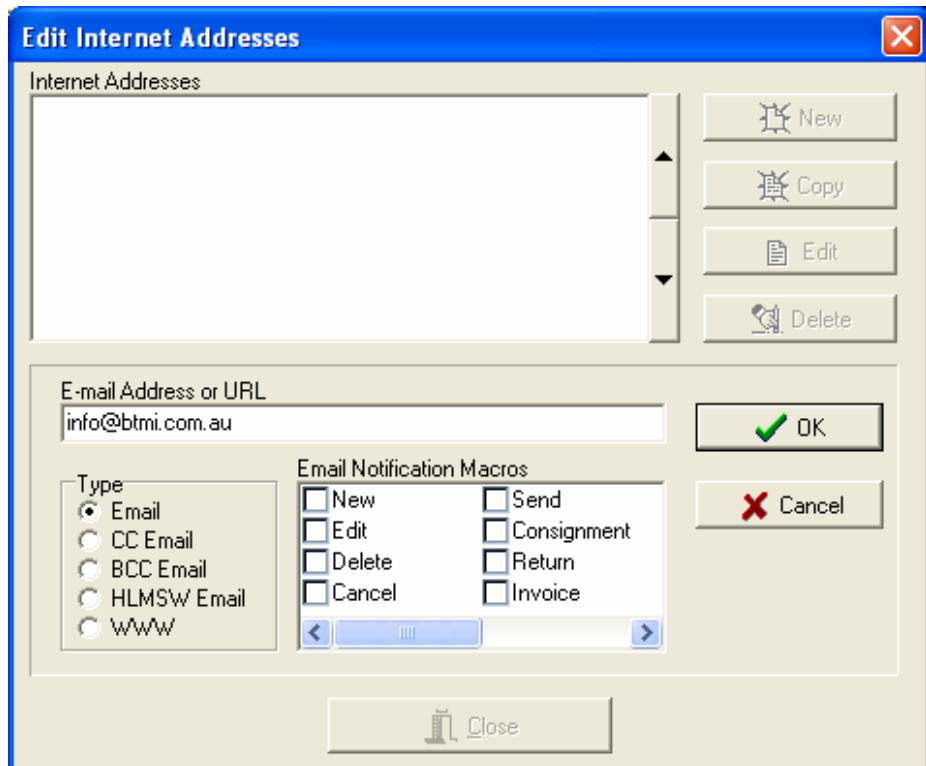 Edit Internet Addresses
Internet Addresses
New
Copy
Edit
Delete
E-mail Address or URL
info@btmi.com.au
OK
Cancel
Type
Email
CC Email
BCC Email
HLMSW Email
WWW
Email Notification Macros
New Send
Edit Consignment
Delete Return
Cancel Invoice
Close